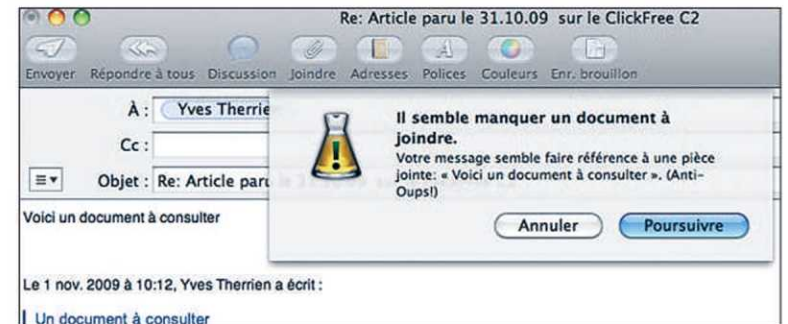 Re: Article paru le 31.10.09 sur le ClickFree C2
Envoyer Répondre à tous Discussion Joindre Adresses Polices Couleurs Enr. brouillon
À : Yves Therrie
Cc :
Objet : Re: Article paru
Il semble manquer un document à
joindre.
Votre message semble faire référence à une pièce
jointe: « Voici un document à consulter ». (Anti-
Oups!)
Annuler Poursuivre
Voici un document à consulter
Le 1 nov. 2009 à 10:12, Yves Therrien a écrit :
Un document à consulter